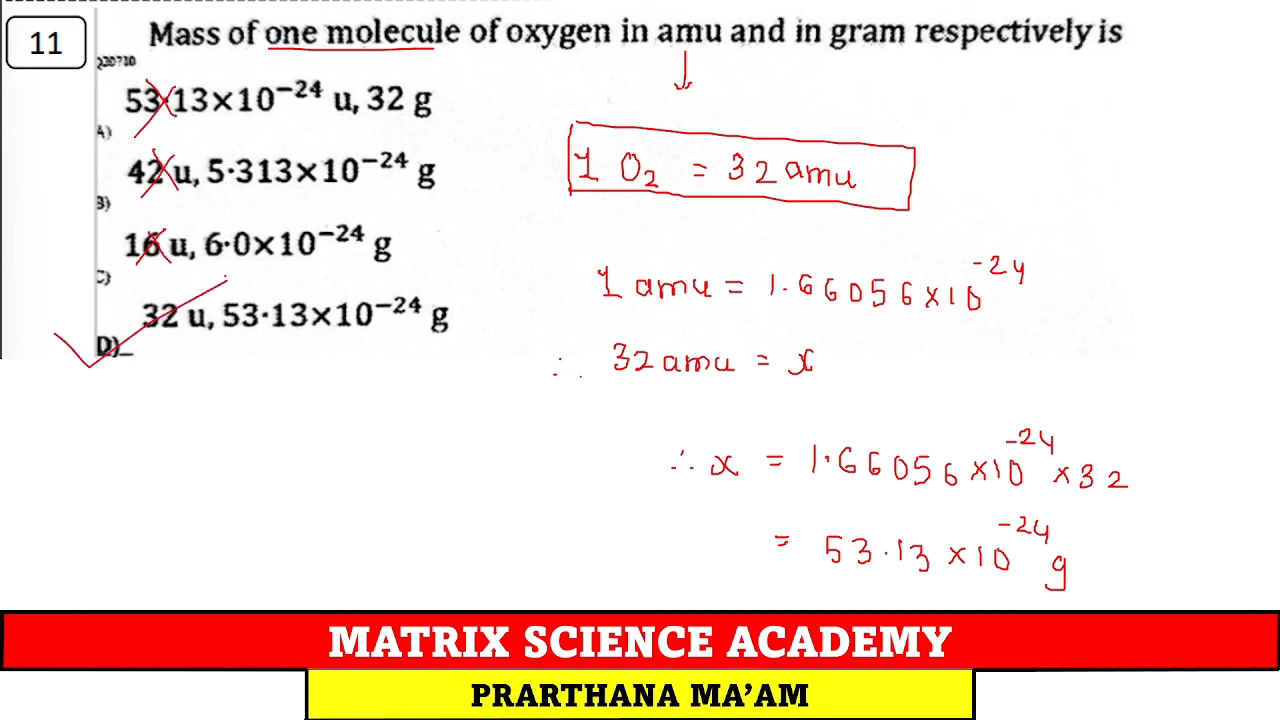 11
Mass of one molecule of oxygen in amu and in gram respectively is
53·13×10⁻²⁴ u, 32 g
A)
42 u, 5·313×10⁻²⁴ g
B)
16 u, 6·0×10⁻²⁴ g
C)
32 u, 53·13×10⁻²⁴ g
D)
1 O₂ = 32 amu
1 amu = 1.66056×10⁻²⁴
∴ 32 amu = x
∴ x = 1.66056×10⁻²⁴ × 32
= 53.13 ×10⁻²⁴ g
MATRIX SCIENCE ACADEMY
PRARTHANA MA’AM